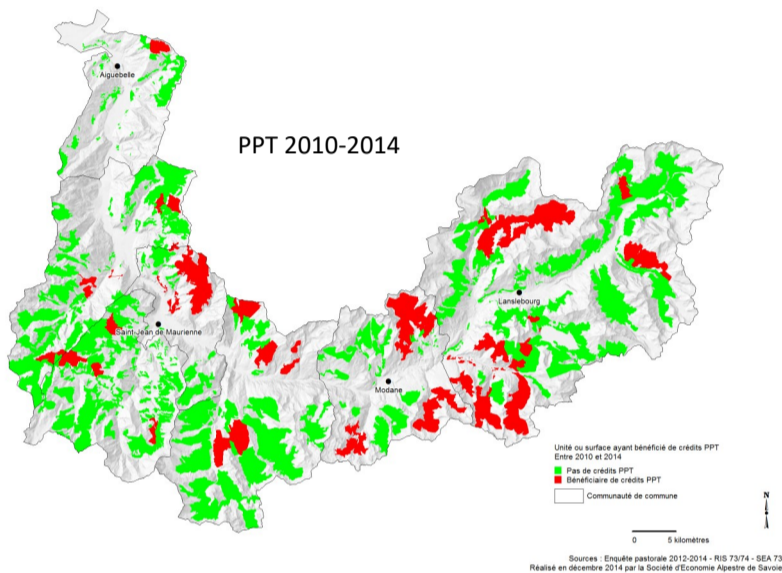 Aiguebelle
PPT 2010-2014
Lanslebourg
Saint-Jean de Maurienne
Modane
Unité ou surface ayant bénéficié de crédits PPT
Entre 2010 et 2014
Pas de crédits PPT
Bénéficiaire de crédits PPT
Communauté de commune
N
0 5 kilomètres
Sources : Enquête pastorale 2012-2014 - RIS 73/74 - SEA 73
Réalisé en décembre 2014 par la Société d'Economie Alpestre de Savoie